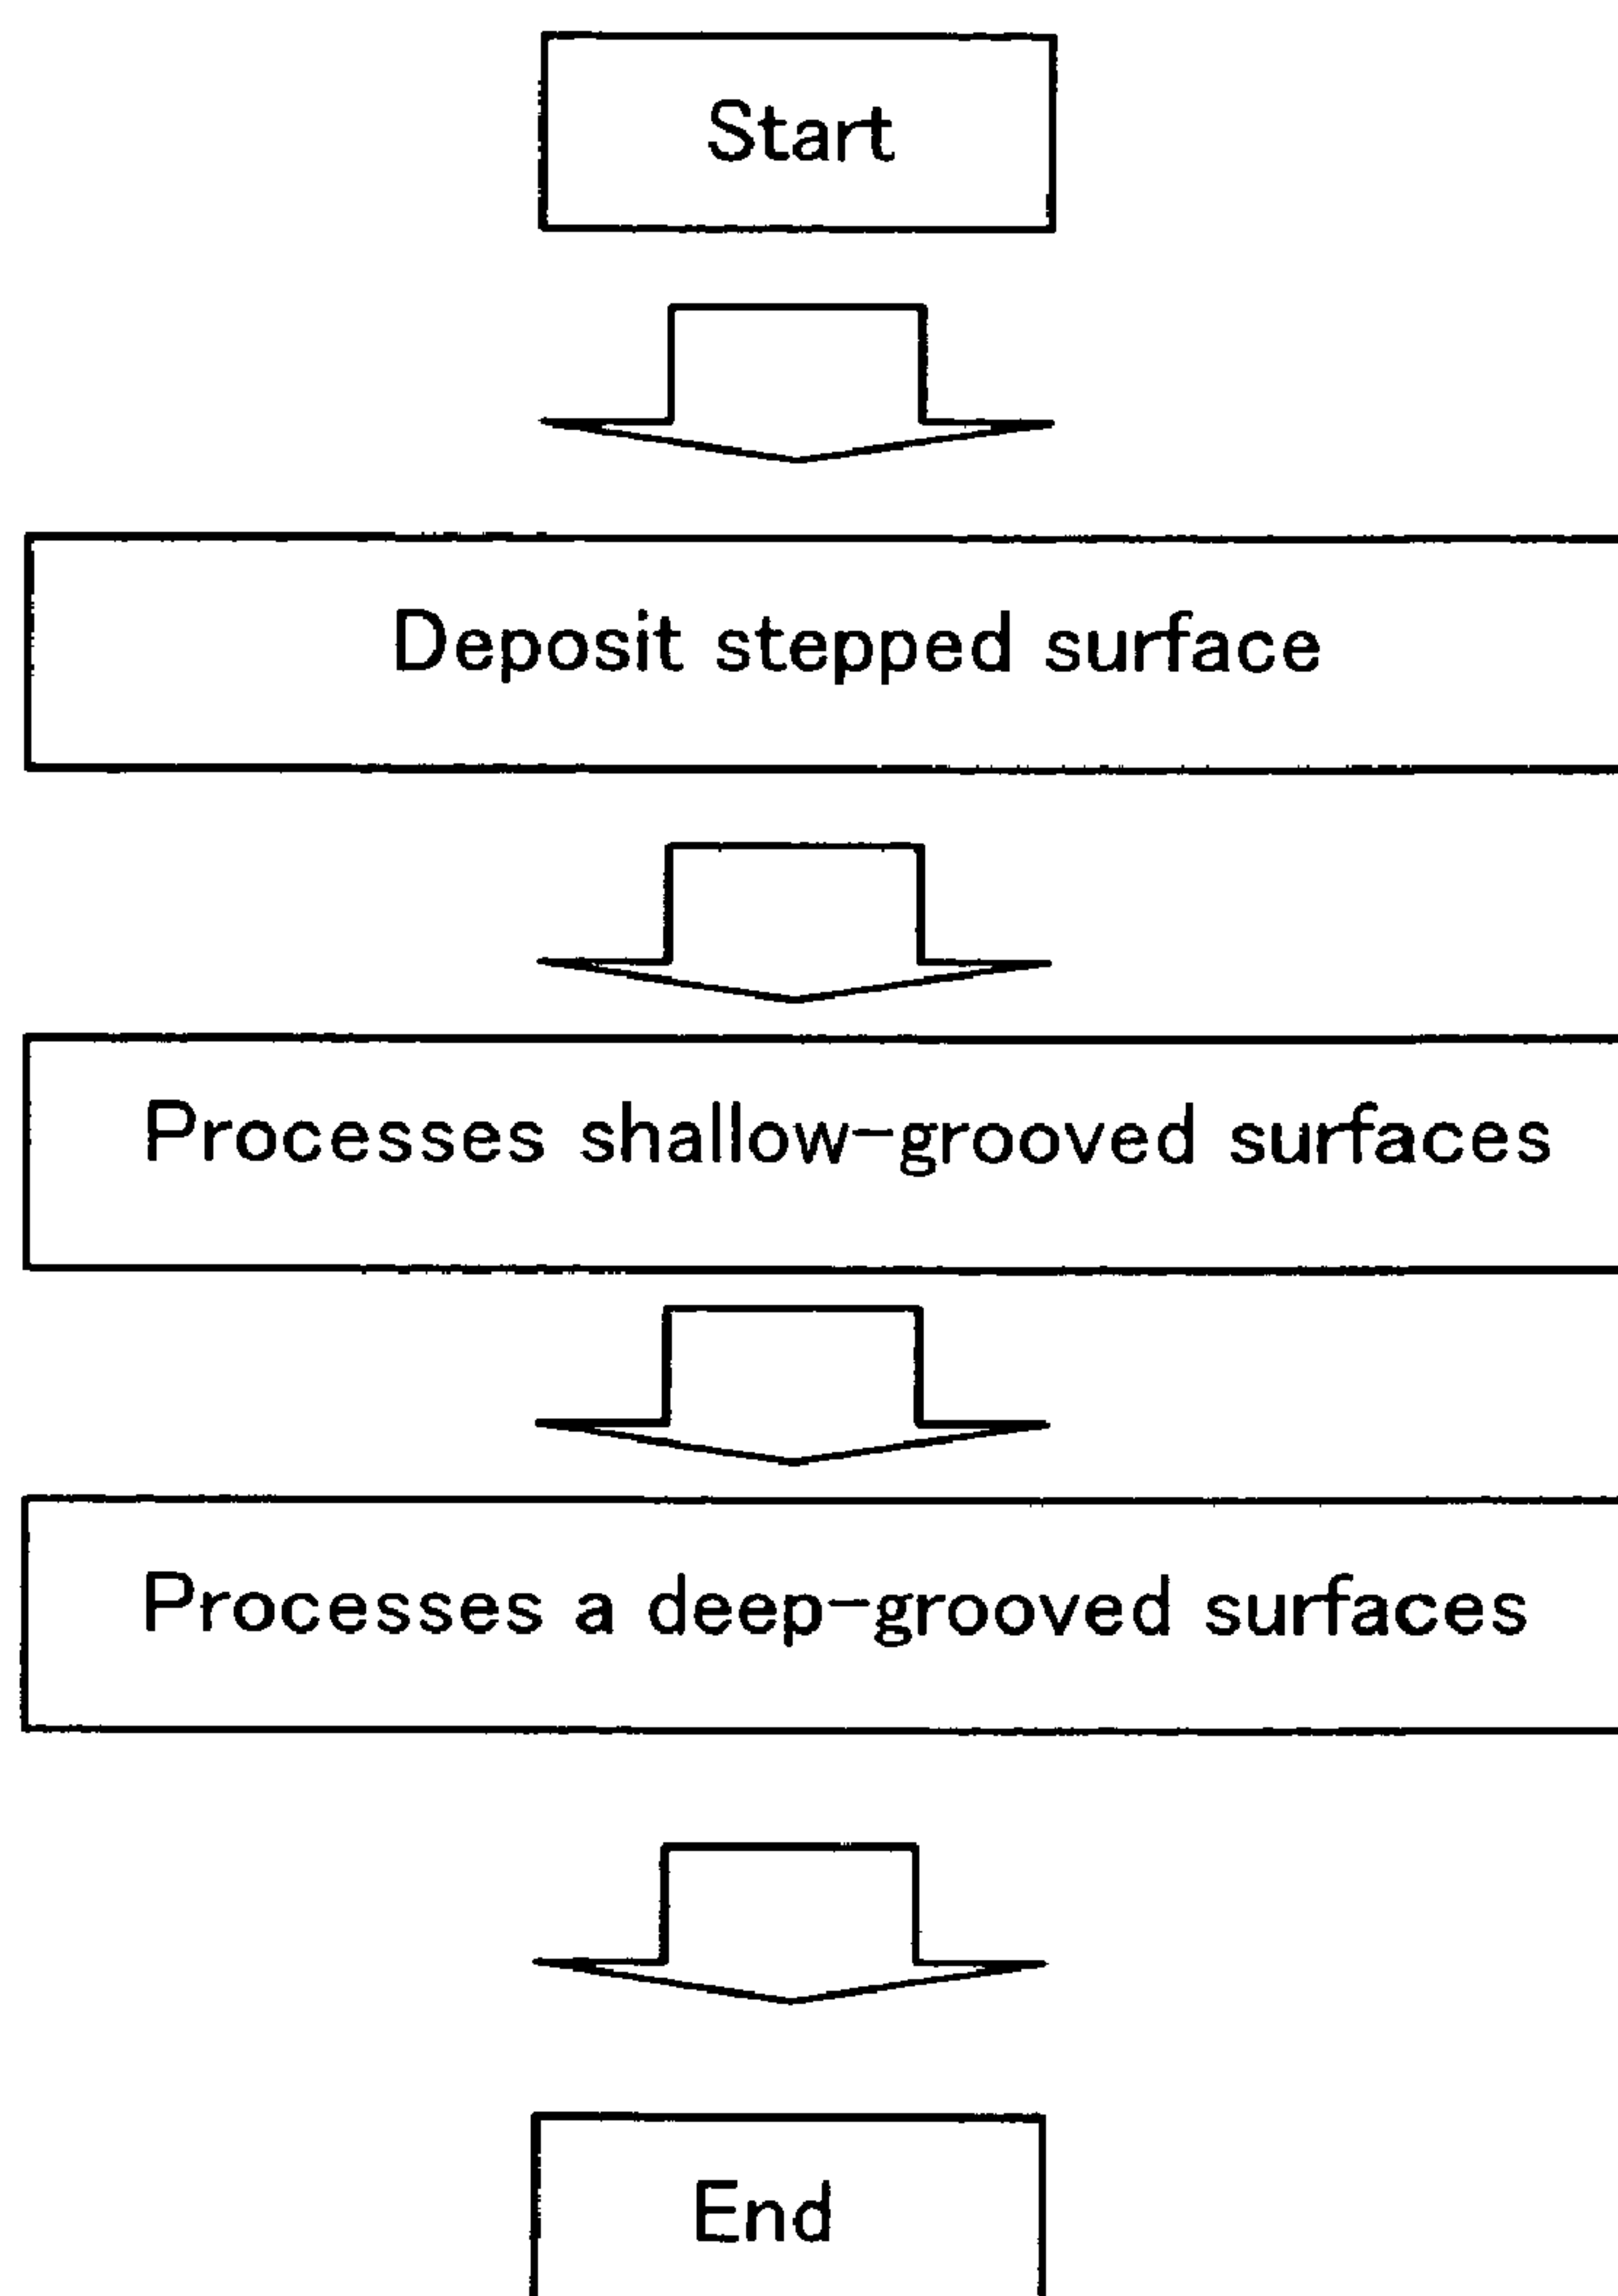 Start
Deposit stepped surface
Processes shallow-grooved surfaces
Processes a deep-grooved surfaces
End